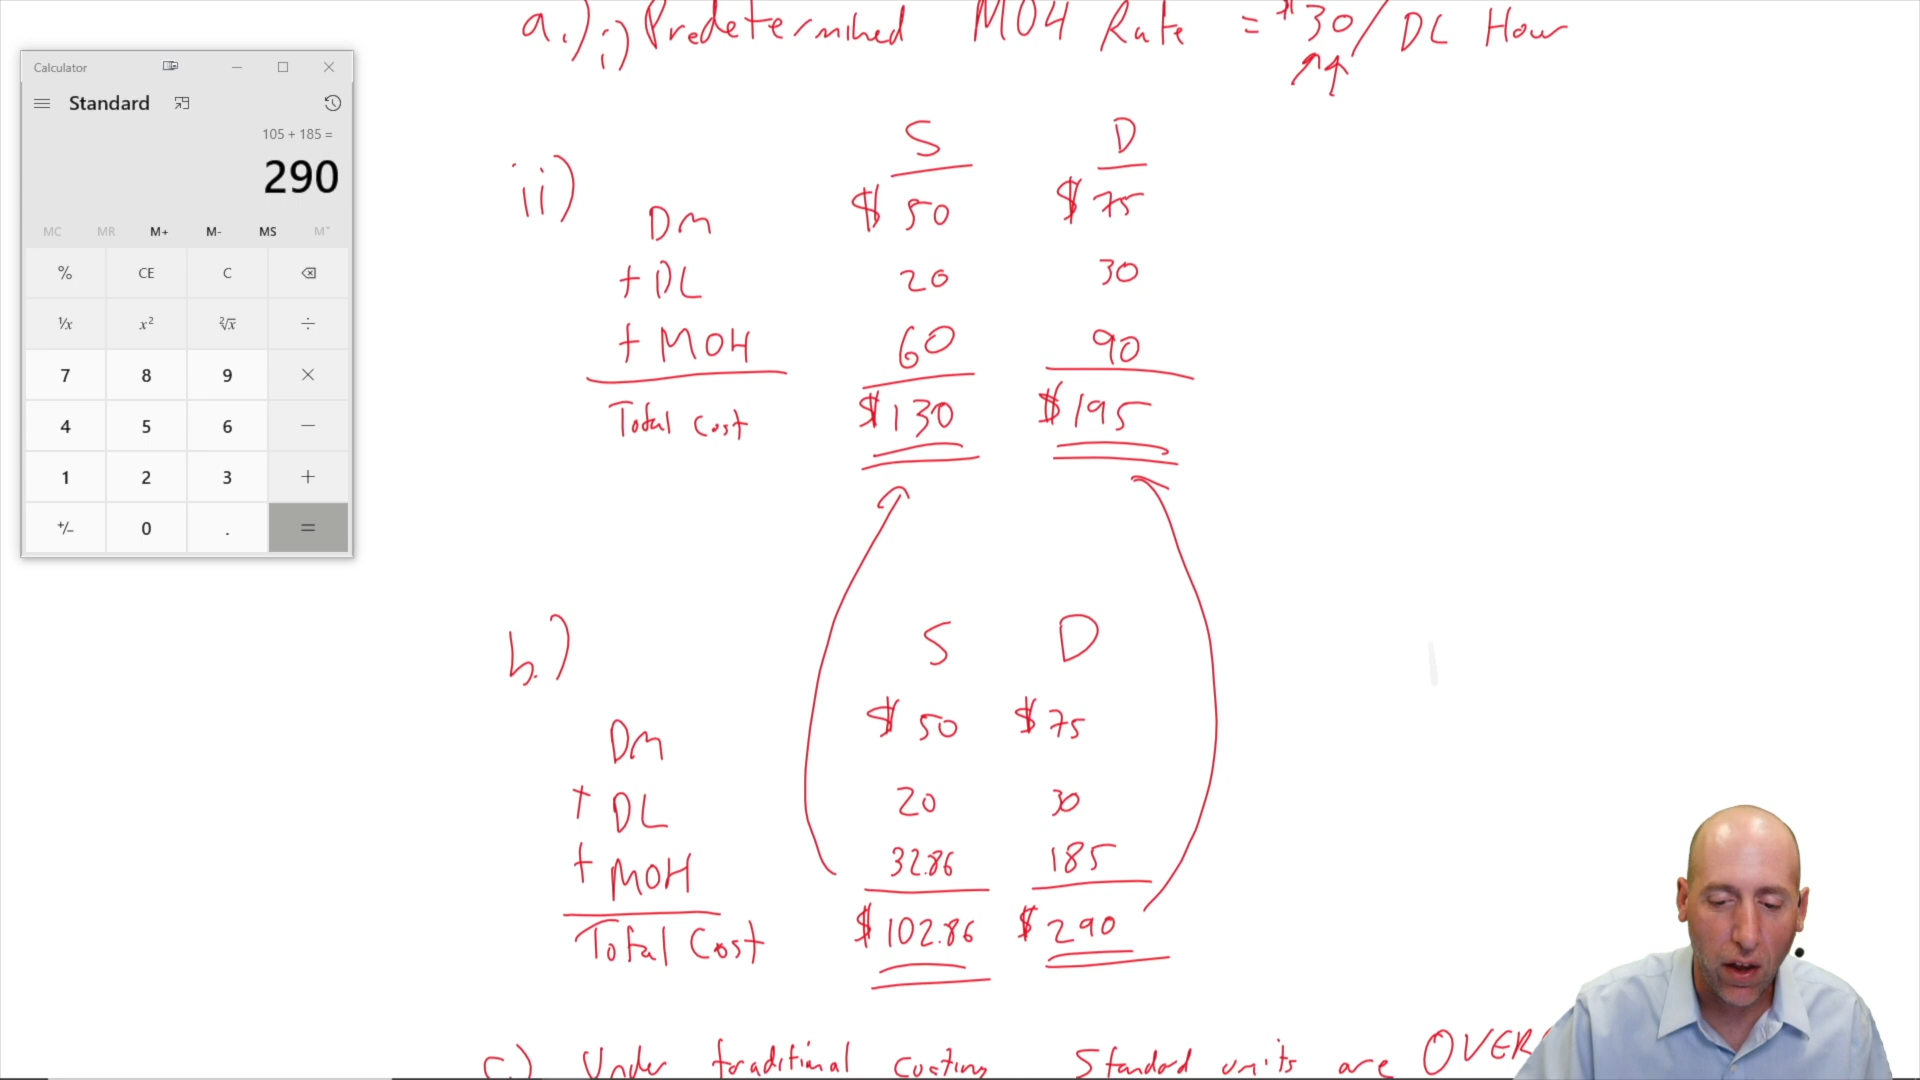 a.) i) Predetermined MOH Rate = $30/ DL Hour
Calculator
Standard
105 + 185 =
290
MC MR M+ M- MS M˅
% CE C
1/x x² ²√x ÷
7 8 9 ×
4 5 6 −
1 2 3 +
+/− 0 . =
ii) S D
DM $ 50 $ 75
+ DL 20 30
+ MOH 60 90
Total Cost $130 $195
b.) S D
DM $ 50 $ 75
+ DL 20 30
+ MOH 32.86 185
Total Cost $102.86 $290
c.) Under traditional costing Standard units are